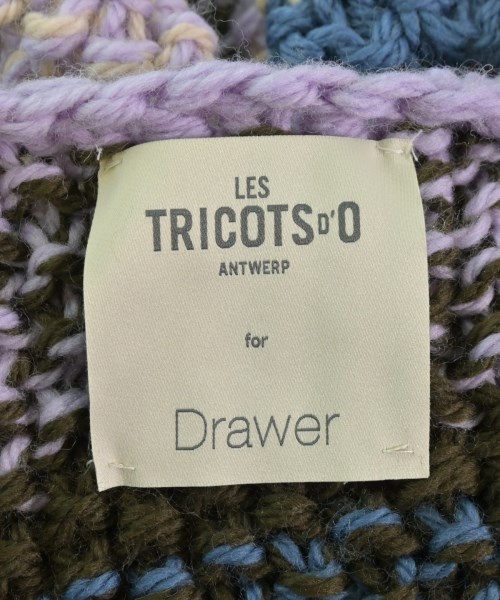 LES
TRICOTS D'O
ANTWERP
for
Drawer